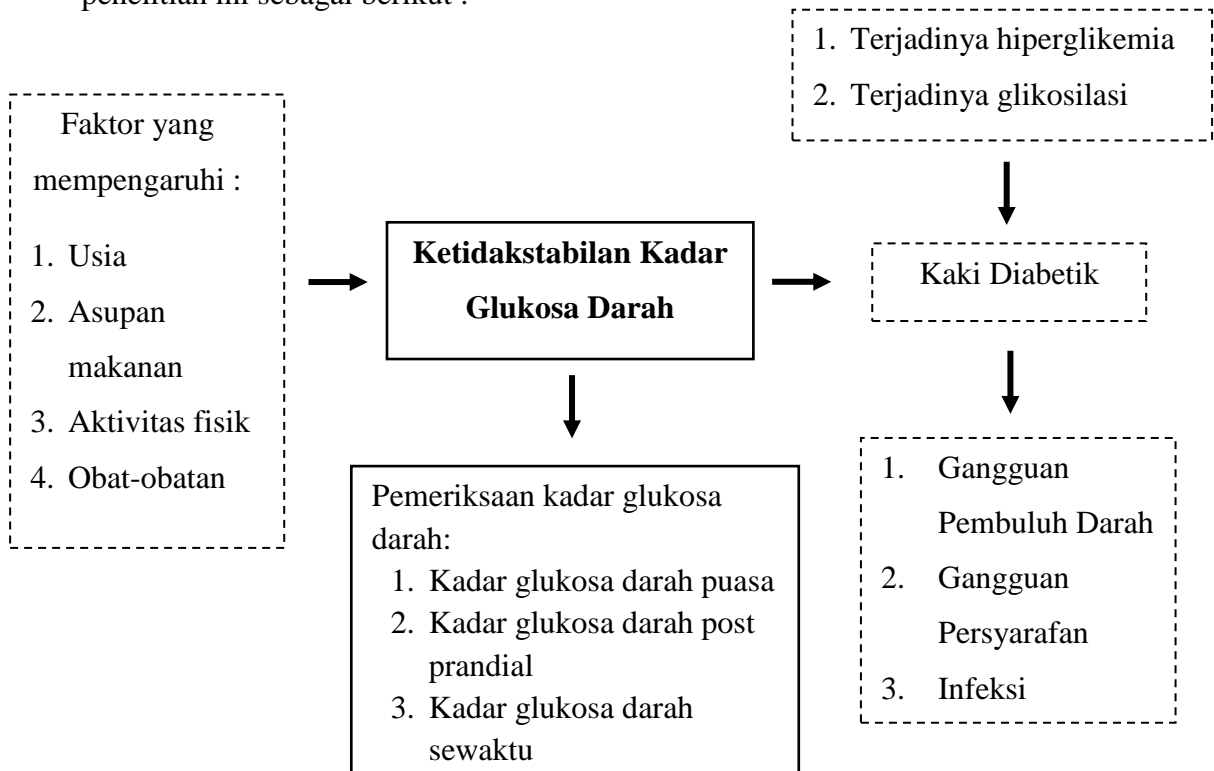 penelitian ini sebagai berikut :
1. Terjadinya hiperglikemia
2. Terjadinya glikosilasi
Faktor yang
mempengaruhi :
1. Usia
2. Asupan
makanan
3. Aktivitas fisik
4. Obat-obatan
Ketidakstabilan Kadar
Glukosa Darah
Kaki Diabetik
Pemeriksaan kadar glukosa
darah:
1. Kadar glukosa darah puasa
2. Kadar glukosa darah post
prandial
3. Kadar glukosa darah
sewaktu
1. Gangguan
Pembuluh Darah
2. Gangguan
Persyarafan
3. Infeksi